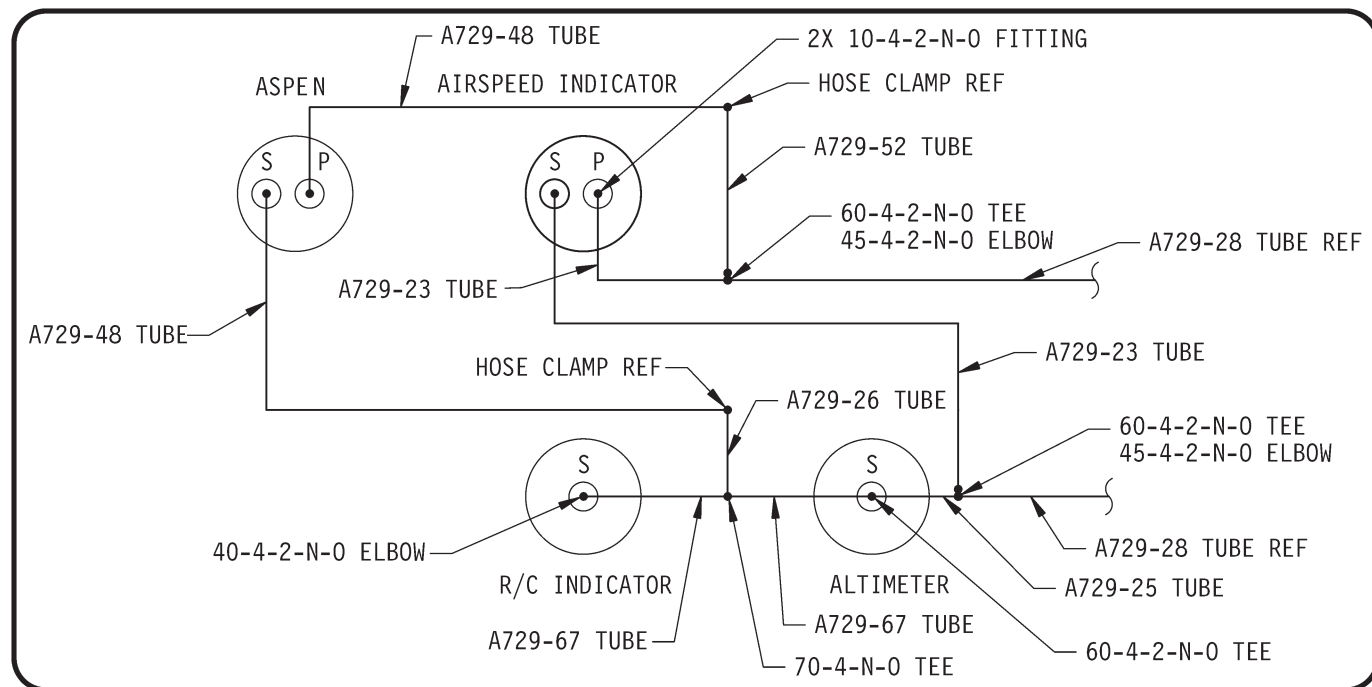 A729-48 TUBE
2X 10-4-2-N-O FITTING
ASPEN
AIRSPEED INDICATOR
HOSE CLAMP REF
S
P
S
P
A729-52 TUBE
60-4-2-N-O TEE
45-4-2-N-O ELBOW
A729-28 TUBE REF
A729-23 TUBE
A729-48 TUBE
A729-23 TUBE
HOSE CLAMP REF
A729-26 TUBE
60-4-2-N-O TEE
45-4-2-N-O ELBOW
S
S
40-4-2-N-O ELBOW
A729-28 TUBE REF
R/C INDICATOR
ALTIMETER
A729-25 TUBE
A729-67 TUBE
A729-67 TUBE
60-4-2-N-O TEE
70-4-N-O TEE